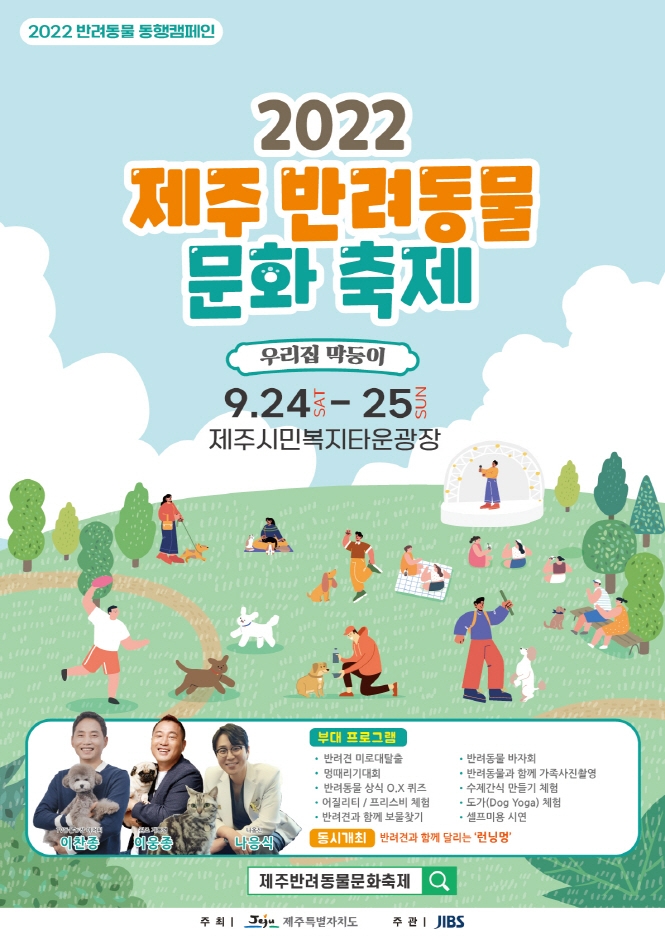 2022 반려동물 동행캠페인
2022
제주 반려동물
문화 축제
우리집 막둥이
9.24 SAT - 25 SUN
제주시민복지타운광장
이찬종
이웅종
나응식
부대 프로그램
· 반려견 미로대탈출
· 멍때리기대회
· 반려동물 상식 O,X 퀴즈
· 어질리티 / 프리스비 체험
· 반려견과 함께 보물찾기
· 반려동물 바자회
· 반려동물과 함께 가족사진촬영
· 수제간식 만들기 체험
· 도가(Dog Yoga) 체험
· 셀프미용 시연
동시개최 반려견과 함께 달리는 '런닝멍'
제주반려동물문화축제
주최 | Jeju 제주특별자치도 주관 | JIBS